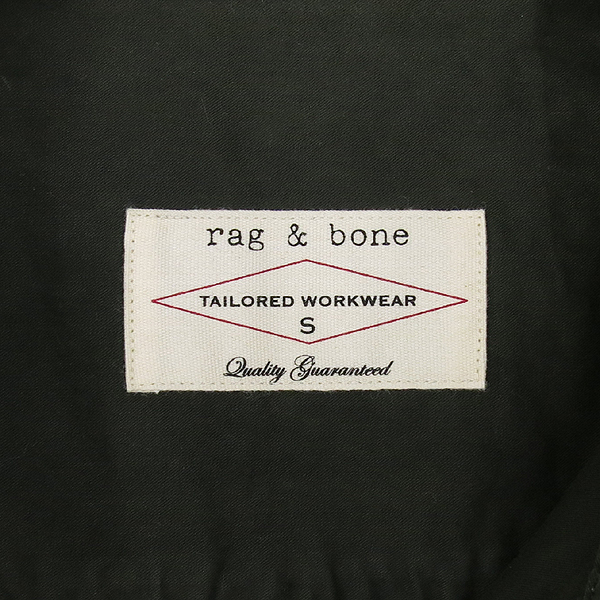 rag & bone
TAILORED WORKWEAR
S
Quality Guaranteed